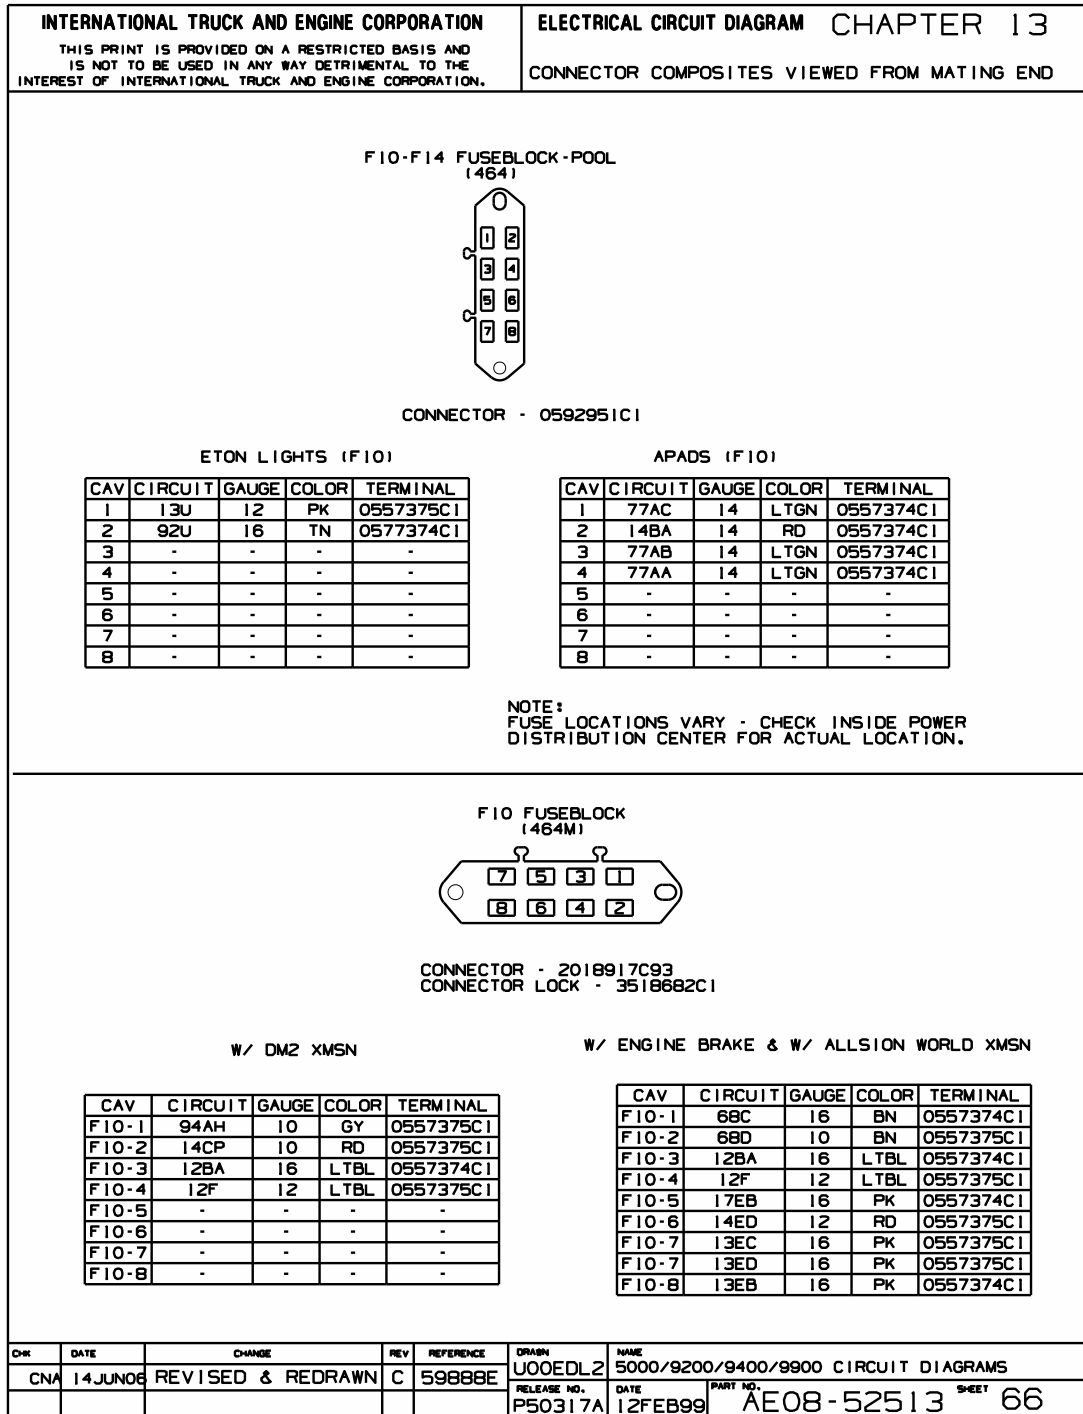 INTERNATIONAL TRUCK AND ENGINE CORPORATION
THIS PRINT IS PROVIDED ON A RESTRICTED BASIS AND
IS NOT TO BE USED IN ANY WAY DETRIMENTAL TO THE
INTEREST OF INTERNATIONAL TRUCK AND ENGINE CORPORATION.
ELECTRICAL CIRCUIT DIAGRAM CHAPTER 13
CONNECTOR COMPOSITES VIEWED FROM MATING END
F10-F14 FUSEBLOCK-POOL
(464)
1 2
3 4
5 6
7 8
CONNECTOR - 0592951C1
ETON LIGHTS (F10)
CAV CIRCUIT GAUGE COLOR TERMINAL
1 13U 12 PK 0557375C1
2 92U 16 TN 0577374C1
3 - - - -
4 - - - -
5 - - - -
6 - - - -
7 - - - -
8 - - - -
APADS (F10)
CAV CIRCUIT GAUGE COLOR TERMINAL
1 77AC 14 LTGN 0557374C1
2 14BA 14 RD 0557374C1
3 77AB 14 LTGN 0557374C1
4 77AA 14 LTGN 0557374C1
5 - - - -
6 - - - -
7 - - - -
8 - - - -
NOTE:
FUSE LOCATIONS VARY - CHECK INSIDE POWER
DISTRIBUTION CENTER FOR ACTUAL LOCATION.
F10 FUSEBLOCK
(464M)
7 5 3 1
8 6 4 2
CONNECTOR - 2018917C93
CONNECTOR LOCK - 3518682C1
W/ DM2 XMSN
CAV CIRCUIT GAUGE COLOR TERMINAL
F10-1 94AH 10 GY 0557375C1
F10-2 14CP 10 RD 0557375C1
F10-3 12BA 16 LTBL 0557374C1
F10-4 12F 12 LTBL 0557375C1
F10-5 - - - -
F10-6 - - - -
F10-7 - - - -
F10-8 - - - -
W/ ENGINE BRAKE & W/ ALLSION WORLD XMSN
CAV CIRCUIT GAUGE COLOR TERMINAL
F10-1 68C 16 BN 0557374C1
F10-2 68D 10 BN 0557375C1
F10-3 12BA 16 LTBL 0557374C1
F10-4 12F 12 LTBL 0557375C1
F10-5 17EB 16 PK 0557374C1
F10-6 14ED 12 RD 0557375C1
F10-7 13EC 16 PK 0557375C1
F10-7 13ED 16 PK 0557375C1
F10-8 13EB 16 PK 0557374C1
CHK DATE CHANGE REV REFERENCE
CNA 14JUN06 REVISED & REDRAWN C 59888E
DRAWN
U00EDL2
NAME
5000/9200/9400/9900 CIRCUIT DIAGRAMS
RELEASE NO.
P50317A
DATE
12FEB99
PART NO. AE08-52513 SHEET 66